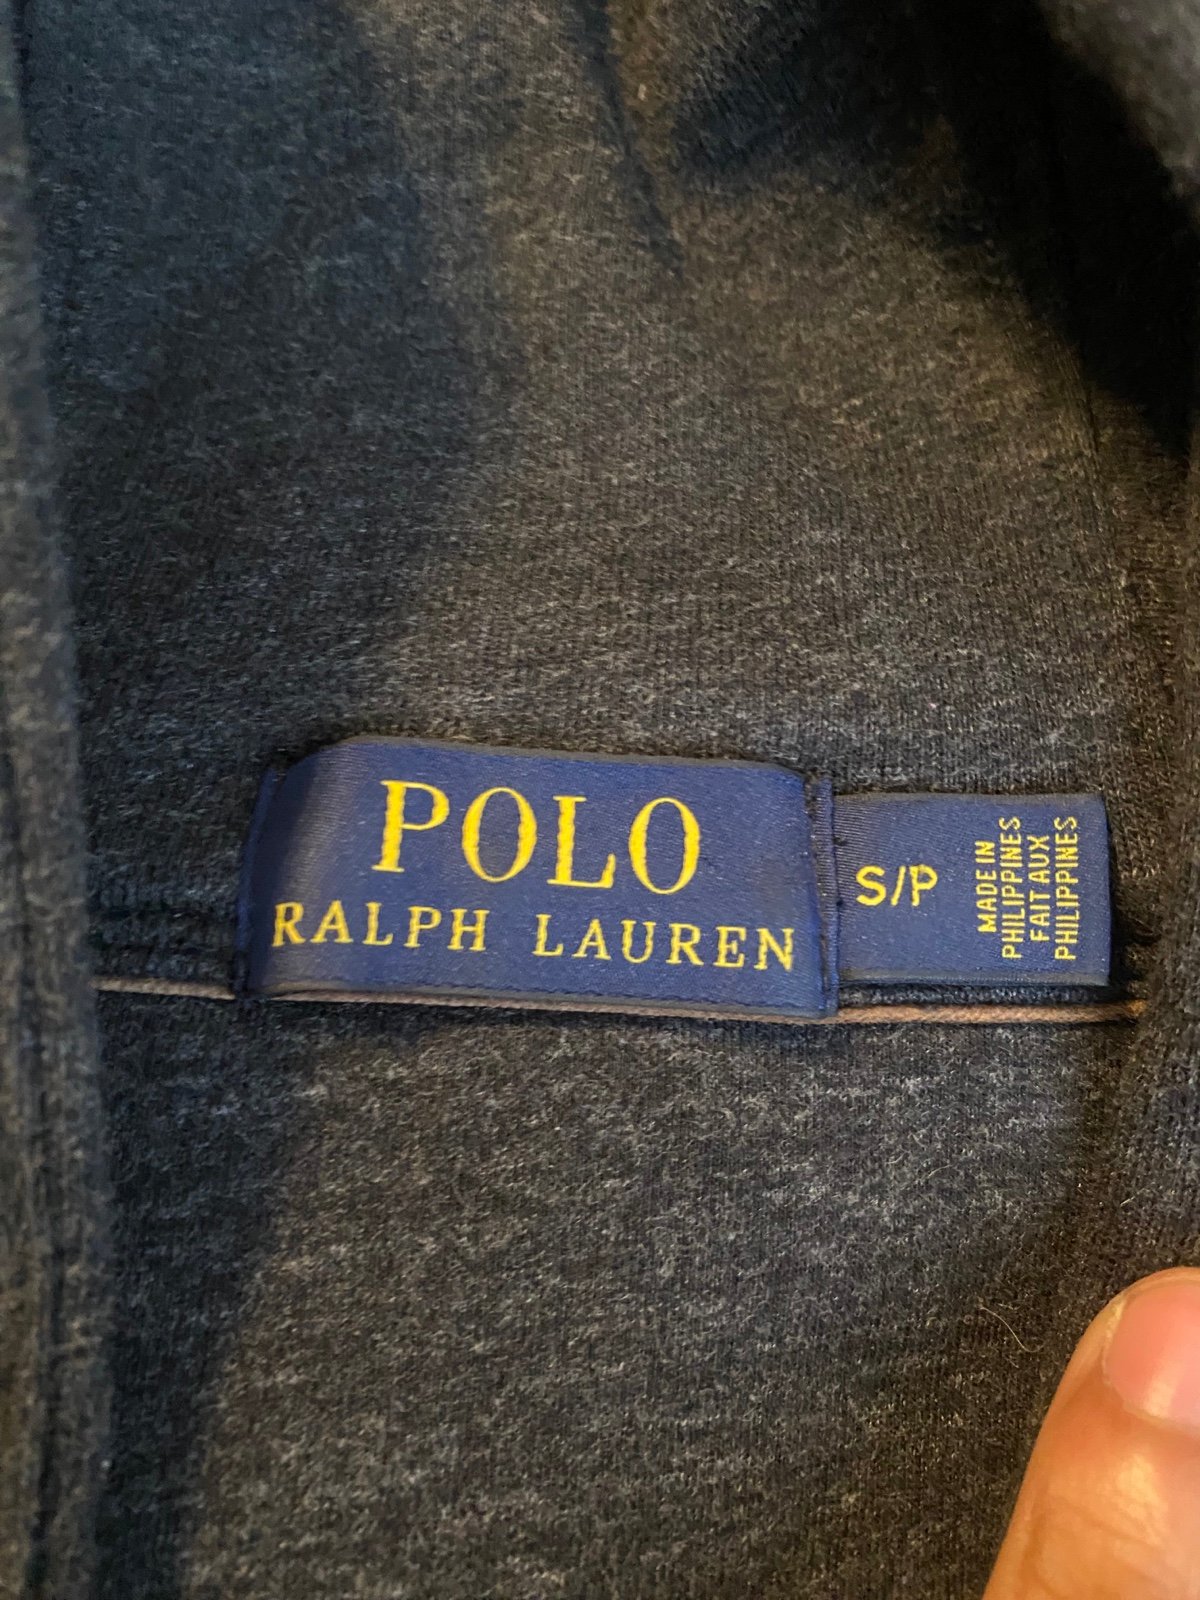 POLO
RALPH LAUREN
S/P
MADE IN
PHILIPPINES
FAIT AUX
PHILIPPINES